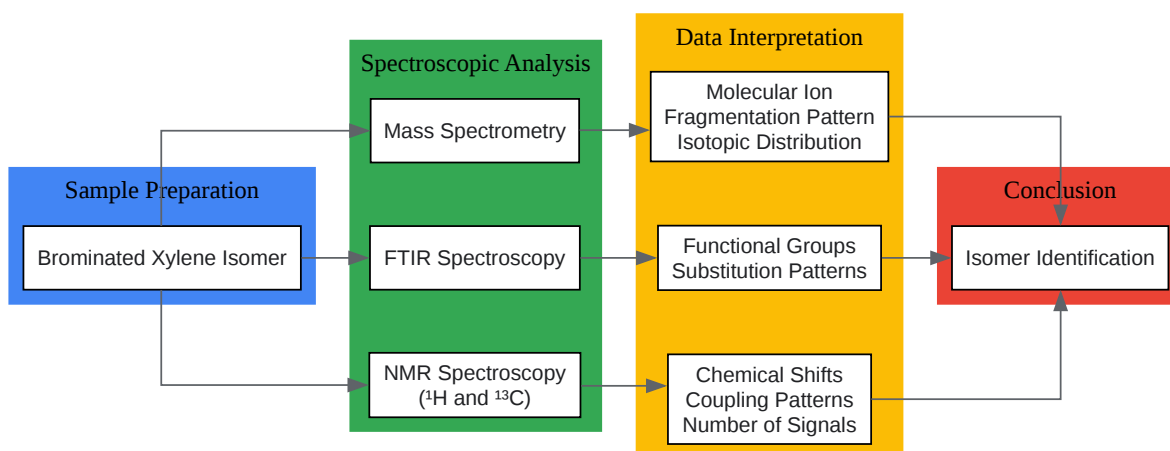 Sample Preparation
Brominated Xylene Isomer
Spectroscopic Analysis
Mass Spectrometry
FTIR Spectroscopy
NMR Spectroscopy
(¹H and ¹³C)
Data Interpretation
Molecular Ion
Fragmentation Pattern
Isotopic Distribution
Functional Groups
Substitution Patterns
Chemical Shifts
Coupling Patterns
Number of Signals
Conclusion
Isomer Identification